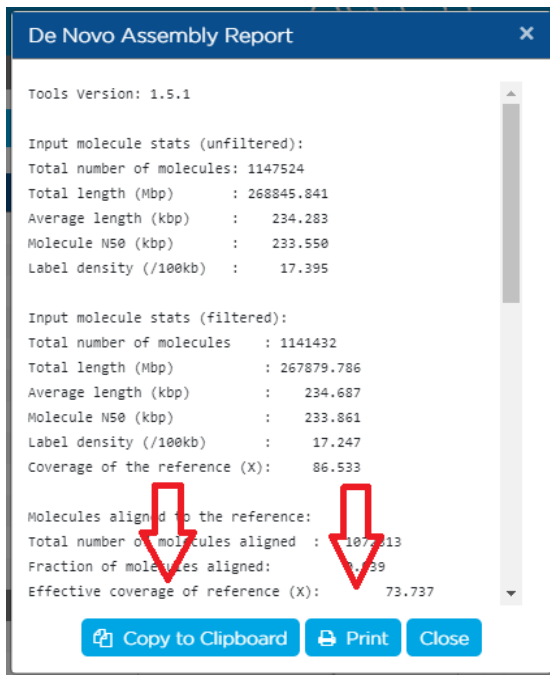 De Novo Assembly Report ×
Tools Version: 1.5.1
Input molecule stats (unfiltered):
Total number of molecules: 1147524
Total length (Mbp) : 268845.841
Average length (kbp) : 234.283
Molecule N50 (kbp) : 233.550
Label density (/100kb) : 17.395
Input molecule stats (filtered):
Total number of molecules : 1141432
Total length (Mbp) : 267879.786
Average length (kbp) : 234.687
Molecule N50 (kbp) : 233.861
Label density (/100kb) : 17.247
Coverage of the reference (X): 86.533
Molecules aligned to the reference:
Total number of molecules aligned :
Fraction of molecules aligned:
Effective coverage of reference (X): 73.737
Copy to Clipboard Print Close